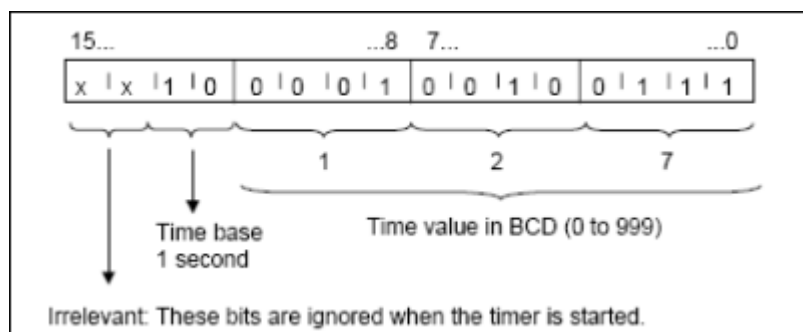 15... ...8 7... ...0
x x 1 0 0 0 0 1 0 0 1 0 0 1 1 1
1 2 7
Time base Time value in BCD (0 to 999)
1 second
Irrelevant: These bits are ignored when the timer is started.